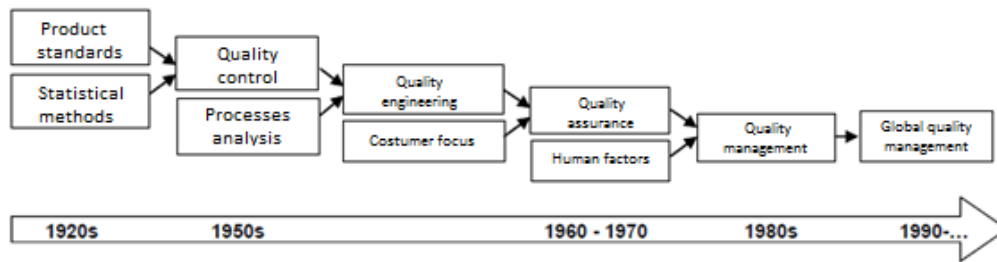 Product
standards
Statistical
methods
Quality
control
Processes
analysis
Quality
engineering
Costumer focus
Quality
assurance
Human factors
Quality
management
Global quality
management
1920s
1950s
1960 - 1970
1980s
1990-...